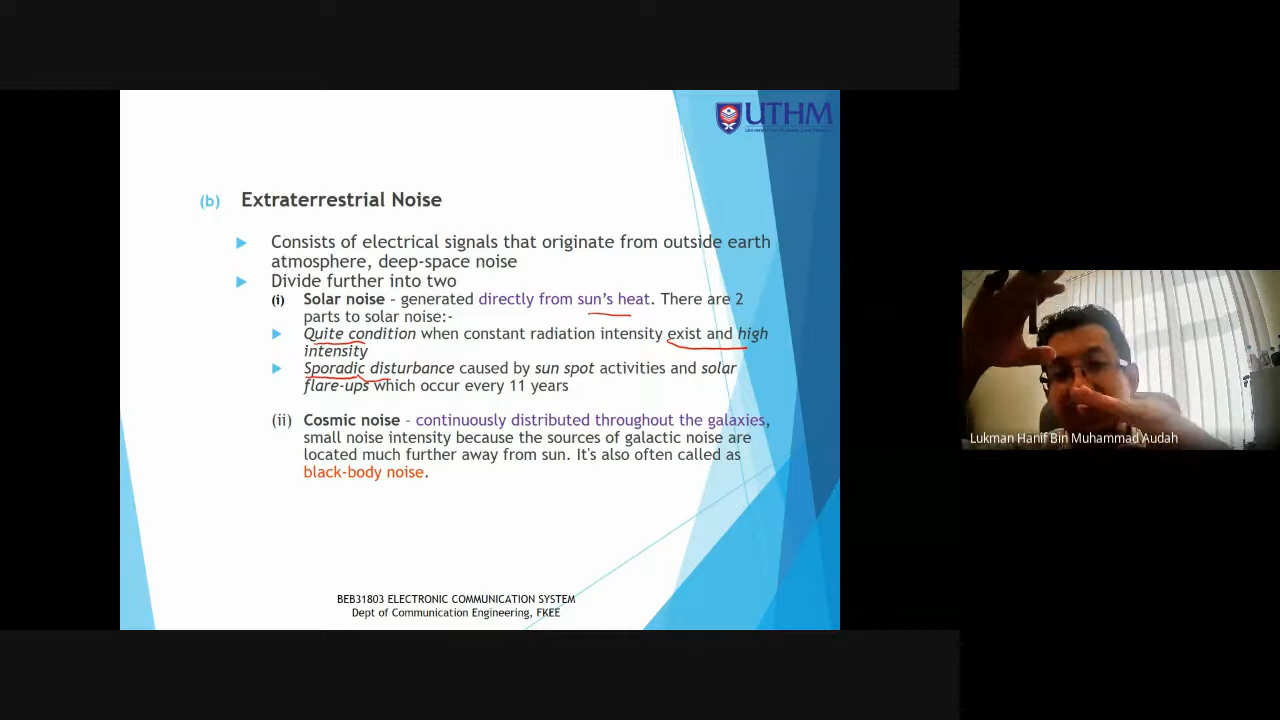 UTHM
(b) Extraterrestrial Noise
Consists of electrical signals that originate from outside earth
atmosphere, deep-space noise
Divide further into two
(i) Solar noise – generated directly from sun's heat. There are 2
parts to solar noise:-
Quite condition when constant radiation intensity exist and high
intensity
Sporadic disturbance caused by sun spot activities and solar
flare-ups which occur every 11 years
(ii) Cosmic noise – continuously distributed throughout the galaxies,
small noise intensity because the sources of galactic noise are
located much further away from sun. It's also often called as
black-body noise.
Lukman Hanif Bin Muhammad Audah
BEB31803 ELECTRONIC COMMUNICATION SYSTEM
Dept of Communication Engineering, FKEE